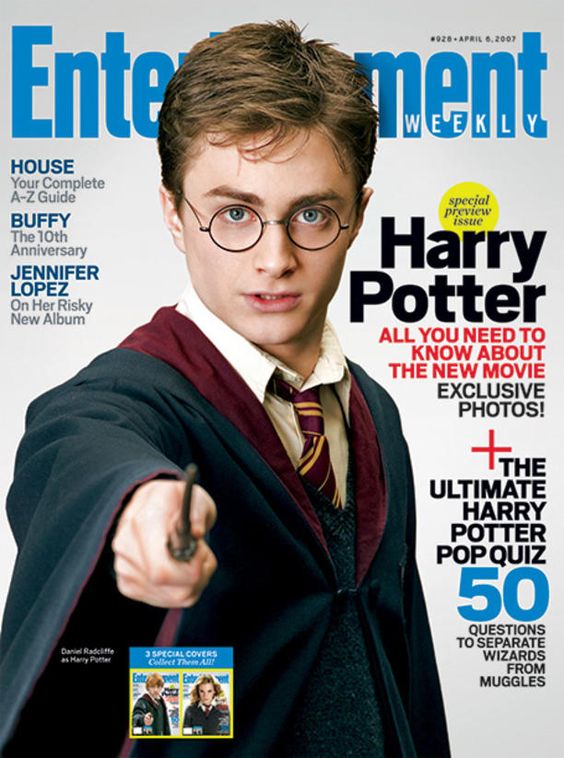 #928 • APRIL 6, 2007
Ente ment
WEEKLY
HOUSE
Your Complete
A–Z Guide
BUFFY
The 10th
Anniversary
JENNIFER
LOPEZ
On Her Risky
New Album
special
preview
issue
Harry
Potter
ALL YOU NEED TO
KNOW ABOUT
THE NEW MOVIE
EXCLUSIVE
PHOTOS!
+THE
ULTIMATE
HARRY
POTTER
POP QUIZ
50
QUESTIONS
TO SEPARATE
WIZARDS
FROM
MUGGLES
Daniel Radcliffe
as Harry Potter
3 SPECIAL COVERS
Collect Them All!